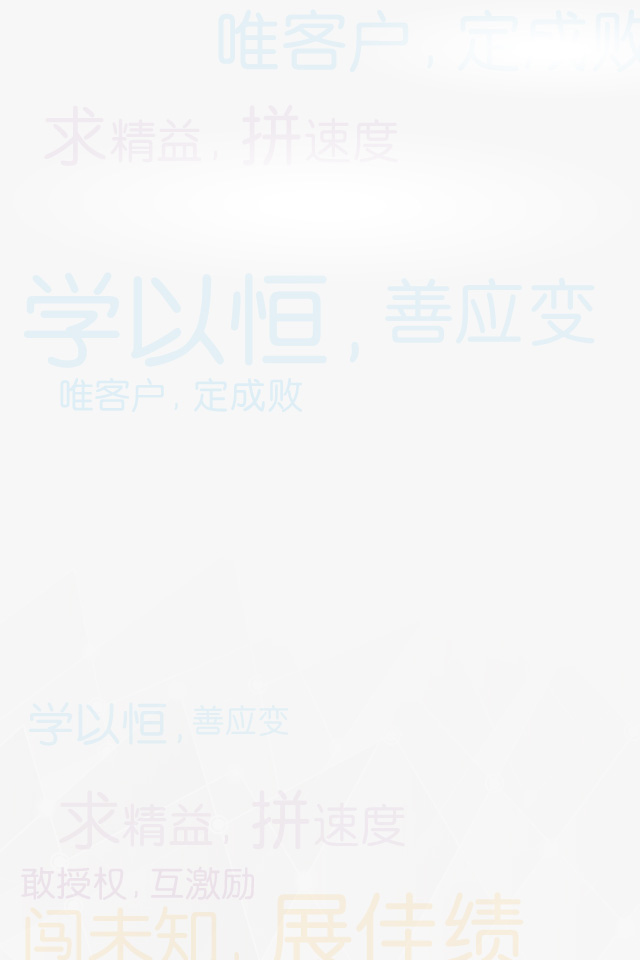 唯客户,定成败
求精益,拼速度
学以恒,善应变
唯客户,定成败
学以恒,善应变
求精益,拼速度
敢授权,互激励
闯未知,展佳绩